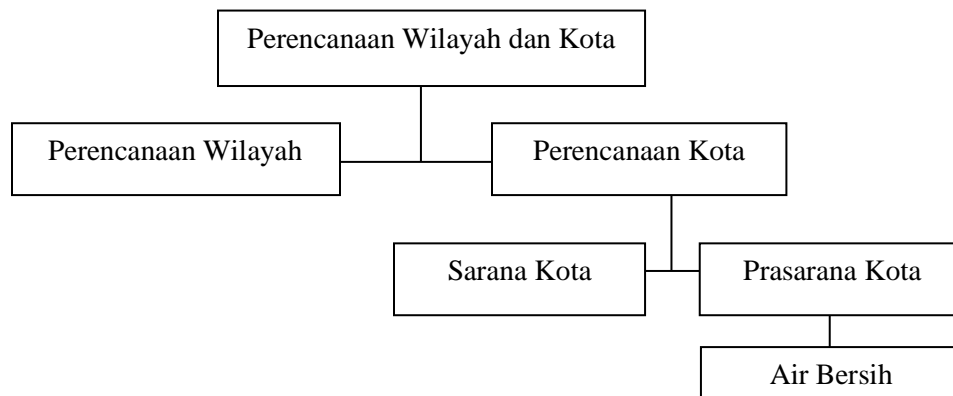 Perencanaan Wilayah dan Kota
Perencanaan Wilayah
Perencanaan Kota
Sarana Kota
Prasarana Kota
Air Bersih